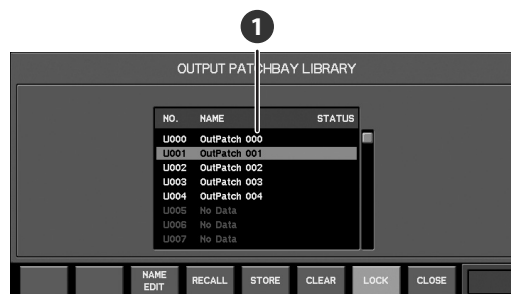 1
OUTPUT PATCHBAY LIBRARY
NO. NAME STATUS
U000 OutPatch 000
U001 OutPatch 001
U002 OutPatch 002
U003 OutPatch 003
U004 OutPatch 004
U005 No Data
U006 No Data
U007 No Data
NAME EDIT RECALL STORE CLEAR LOCK CLOSE